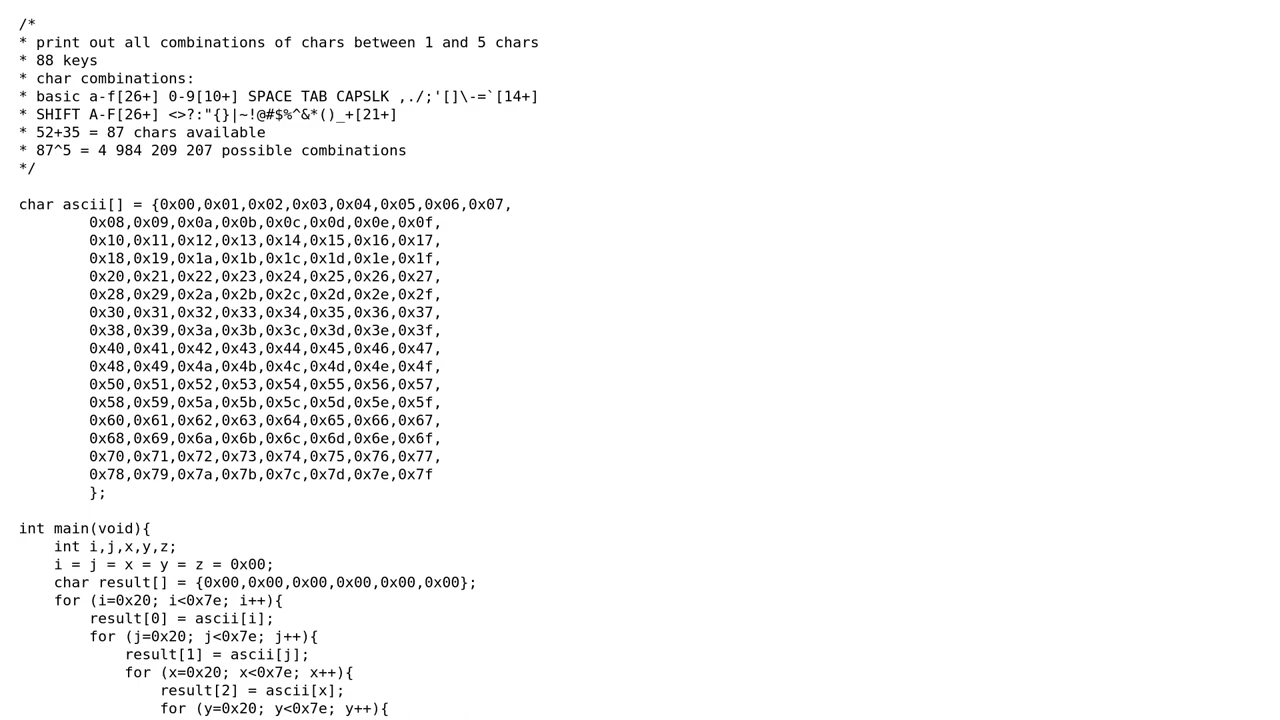 /*
* print out all combinations of chars between 1 and 5 chars
* 88 keys
* char combinations:
* basic a-f[26+] 0-9[10+] SPACE TAB CAPSLK ,./;'[]\-=`[14+]
* SHIFT A-F[26+] <>?:"{}|~!@#$%^&*()_+[21+]
* 52+35 = 87 chars available
* 87^5 = 4 984 209 207 possible combinations
*/

char ascii[] = {0x00,0x01,0x02,0x03,0x04,0x05,0x06,0x07,
        0x08,0x09,0x0a,0x0b,0x0c,0x0d,0x0e,0x0f,
        0x10,0x11,0x12,0x13,0x14,0x15,0x16,0x17,
        0x18,0x19,0x1a,0x1b,0x1c,0x1d,0x1e,0x1f,
        0x20,0x21,0x22,0x23,0x24,0x25,0x26,0x27,
        0x28,0x29,0x2a,0x2b,0x2c,0x2d,0x2e,0x2f,
        0x30,0x31,0x32,0x33,0x34,0x35,0x36,0x37,
        0x38,0x39,0x3a,0x3b,0x3c,0x3d,0x3e,0x3f,
        0x40,0x41,0x42,0x43,0x44,0x45,0x46,0x47,
        0x48,0x49,0x4a,0x4b,0x4c,0x4d,0x4e,0x4f,
        0x50,0x51,0x52,0x53,0x54,0x55,0x56,0x57,
        0x58,0x59,0x5a,0x5b,0x5c,0x5d,0x5e,0x5f,
        0x60,0x61,0x62,0x63,0x64,0x65,0x66,0x67,
        0x68,0x69,0x6a,0x6b,0x6c,0x6d,0x6e,0x6f,
        0x70,0x71,0x72,0x73,0x74,0x75,0x76,0x77,
        0x78,0x79,0x7a,0x7b,0x7c,0x7d,0x7e,0x7f
        };

int main(void){
    int i,j,x,y,z;
    i = j = x = y = z = 0x00;
    char result[] = {0x00,0x00,0x00,0x00,0x00,0x00};
    for (i=0x20; i<0x7e; i++){
        result[0] = ascii[i];
        for (j=0x20; j<0x7e; j++){
            result[1] = ascii[j];
            for (x=0x20; x<0x7e; x++){
                result[2] = ascii[x];
                for (y=0x20; y<0x7e; y++){